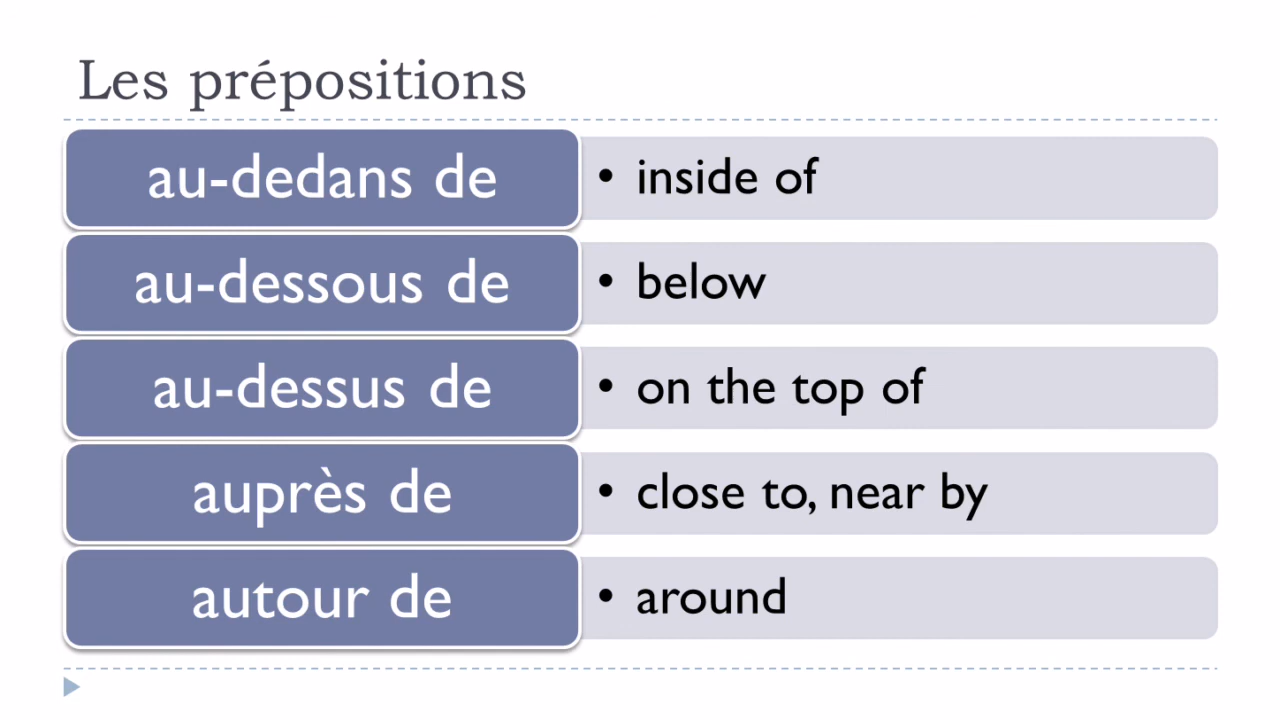 Les prépositions
au-dedans de • inside of
au-dessous de • below
au-dessus de • on the top of
auprès de • close to, near by
autour de • around